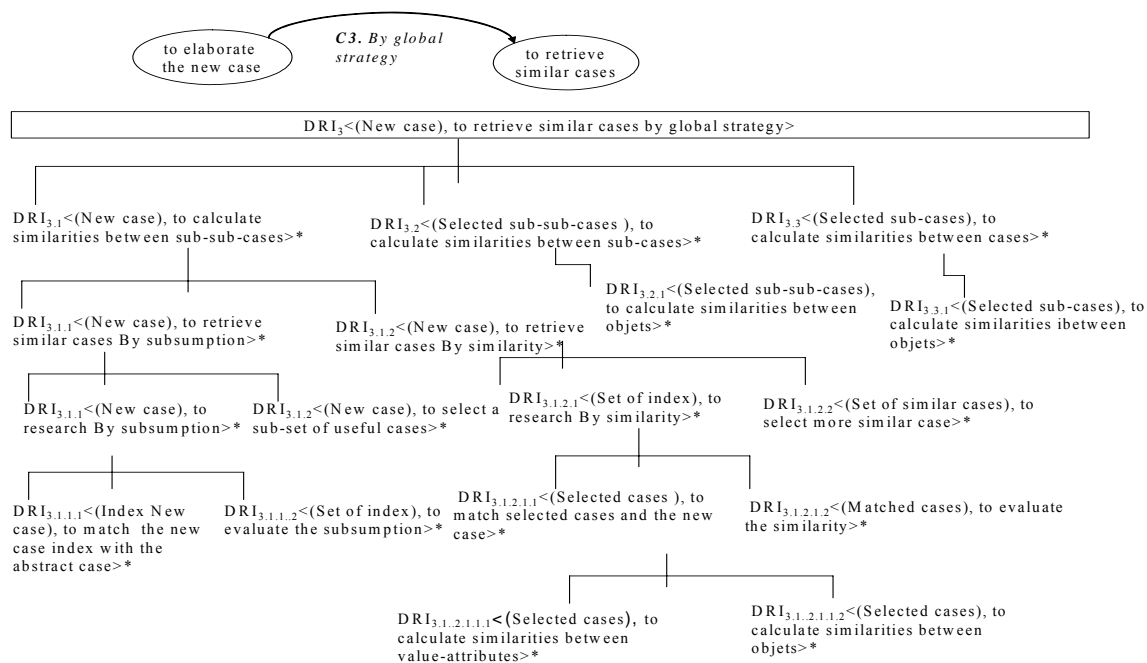 to elaborate
the new case
C3. By global
strategy
to retrieve
similar cases
DRI3<(New case), to retrieve similar cases by global strategy>
DRI3.1<(New case), to calculate
similarities between sub-sub-cases>*
DRI3.2<(Selected sub-sub-cases ), to
calculate similarities between sub-cases>*
DRI3.3<(Selected sub-cases), to
calculate similarities between cases>*
DRI3.2.1<(Selected sub-sub-cases),
to calculate similarities between
objets>*
DRI3.3.1<(Selected sub-cases), to
calculate similarities ibetween
objets>*
DRI3.1.1<(New case), to retrieve
similar cases By subsumption>*
DRI3.1.2<(New case), to retrieve
similar cases By similarity>*
DRI3.1.1<(New case), to
research By subsumption>*
DRI3.1.2<(New case), to select a
sub-set of useful cases>*
DRI3.1.2.1<(Set of index), to
research By similarity>*
DRI3.1.2.2<(Set of similar cases), to
select more similar case>*
DRI3.1.1.1<(Index New
case), to match the new
case index with the
abstract case>*
DRI3.1.1..2<(Set of index), to
evaluate the subsumption>*
DRI3.1.2.1.1<(Selected cases ), to
match selected cases and the new
case>*
DRI3.1.2.1.2<(Matched cases), to evaluate
the similarity>*
DRI3.1..2.1.1.1<(Selected cases), to
calculate similarities between
value-attributes>*
DRI3.1..2.1.1.2<(Selected cases), to
calculate similarities between
objets>*